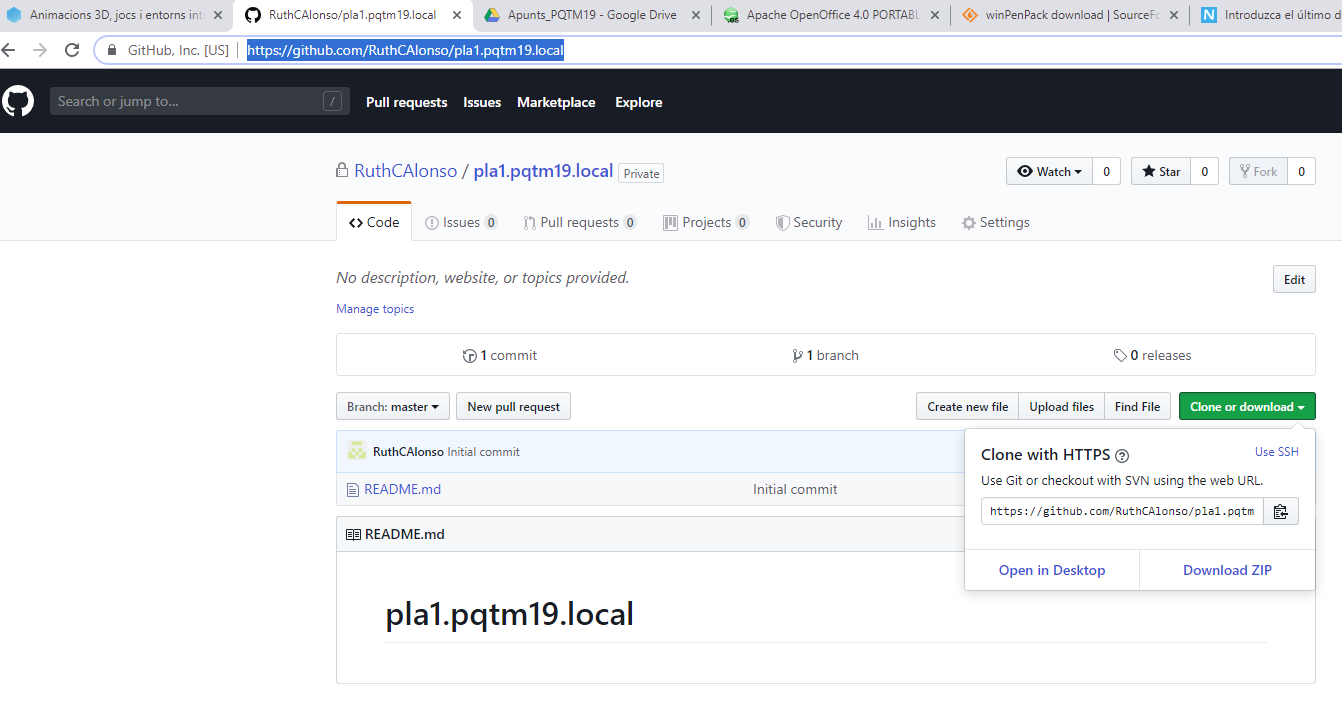 Animacions 3D, jocs i entorns int
RuthCAlonso/pla1.pqtm19.local
Apunts_PQTM19 - Google Drive
Apache OpenOffice 4.0 PORTABL
winPenPack download | SourceFo
Introduzca el último d
GitHub, Inc. [US]
https://github.com/RuthCAlonso/pla1.pqtm19.local
Search or jump to...
/
Pull requests
Issues
Marketplace
Explore
RuthCAlonso / pla1.pqtm19.local
Private
Watch
0
Star
0
Fork
0
Code
Issues 0
Pull requests 0
Projects 0
Security
Insights
Settings
No description, website, or topics provided.
Edit
Manage topics
1 commit
1 branch
0 releases
Branch: master
New pull request
Create new file
Upload files
Find File
Clone or download
RuthCAlonso Initial commit
README.md
Initial commit
Clone with HTTPS
Use SSH
Use Git or checkout with SVN using the web URL.
https://github.com/RuthCAlonso/pla1.pqtm
Open in Desktop
Download ZIP
README.md
pla1.pqtm19.local